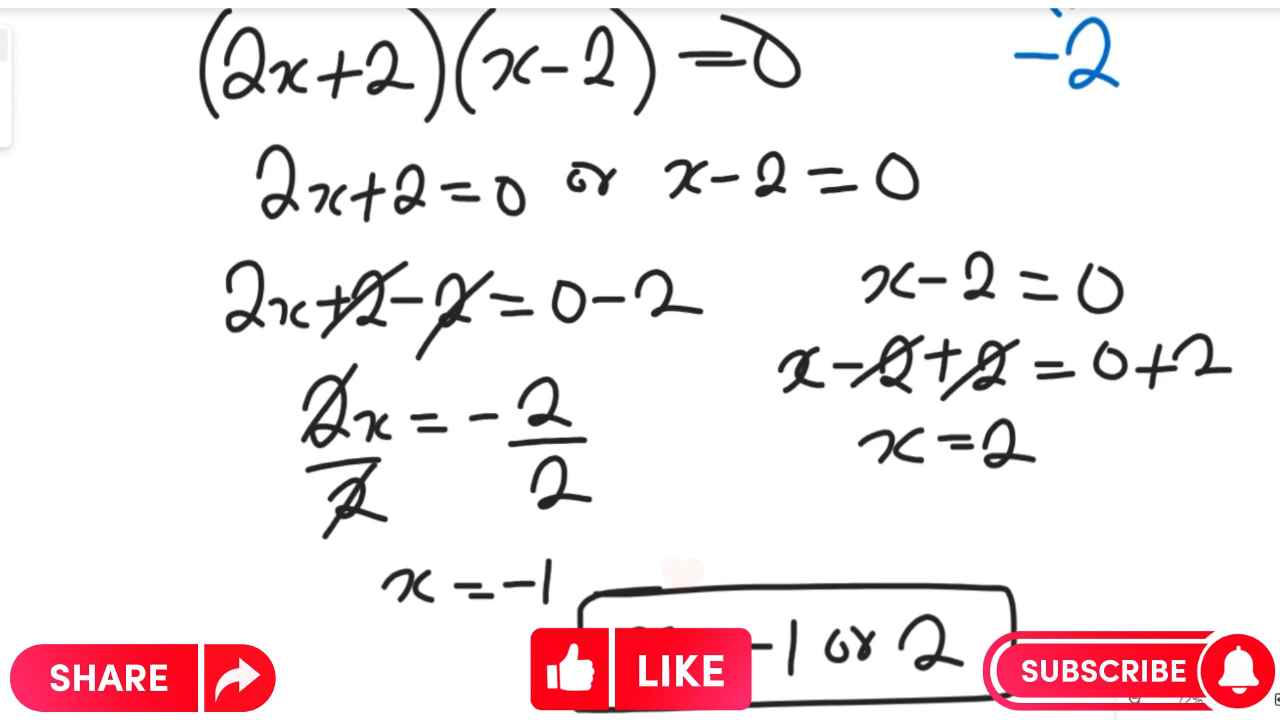 (2x+2)(x-2)=0
-2
2x+2=0 or x-2=0
2x+2-2=0-2
2x/2=-2/2
x=-1
x-2=0
x-2+2=0+2
x=2
-1 or 2
SHARE
LIKE
SUBSCRIBE